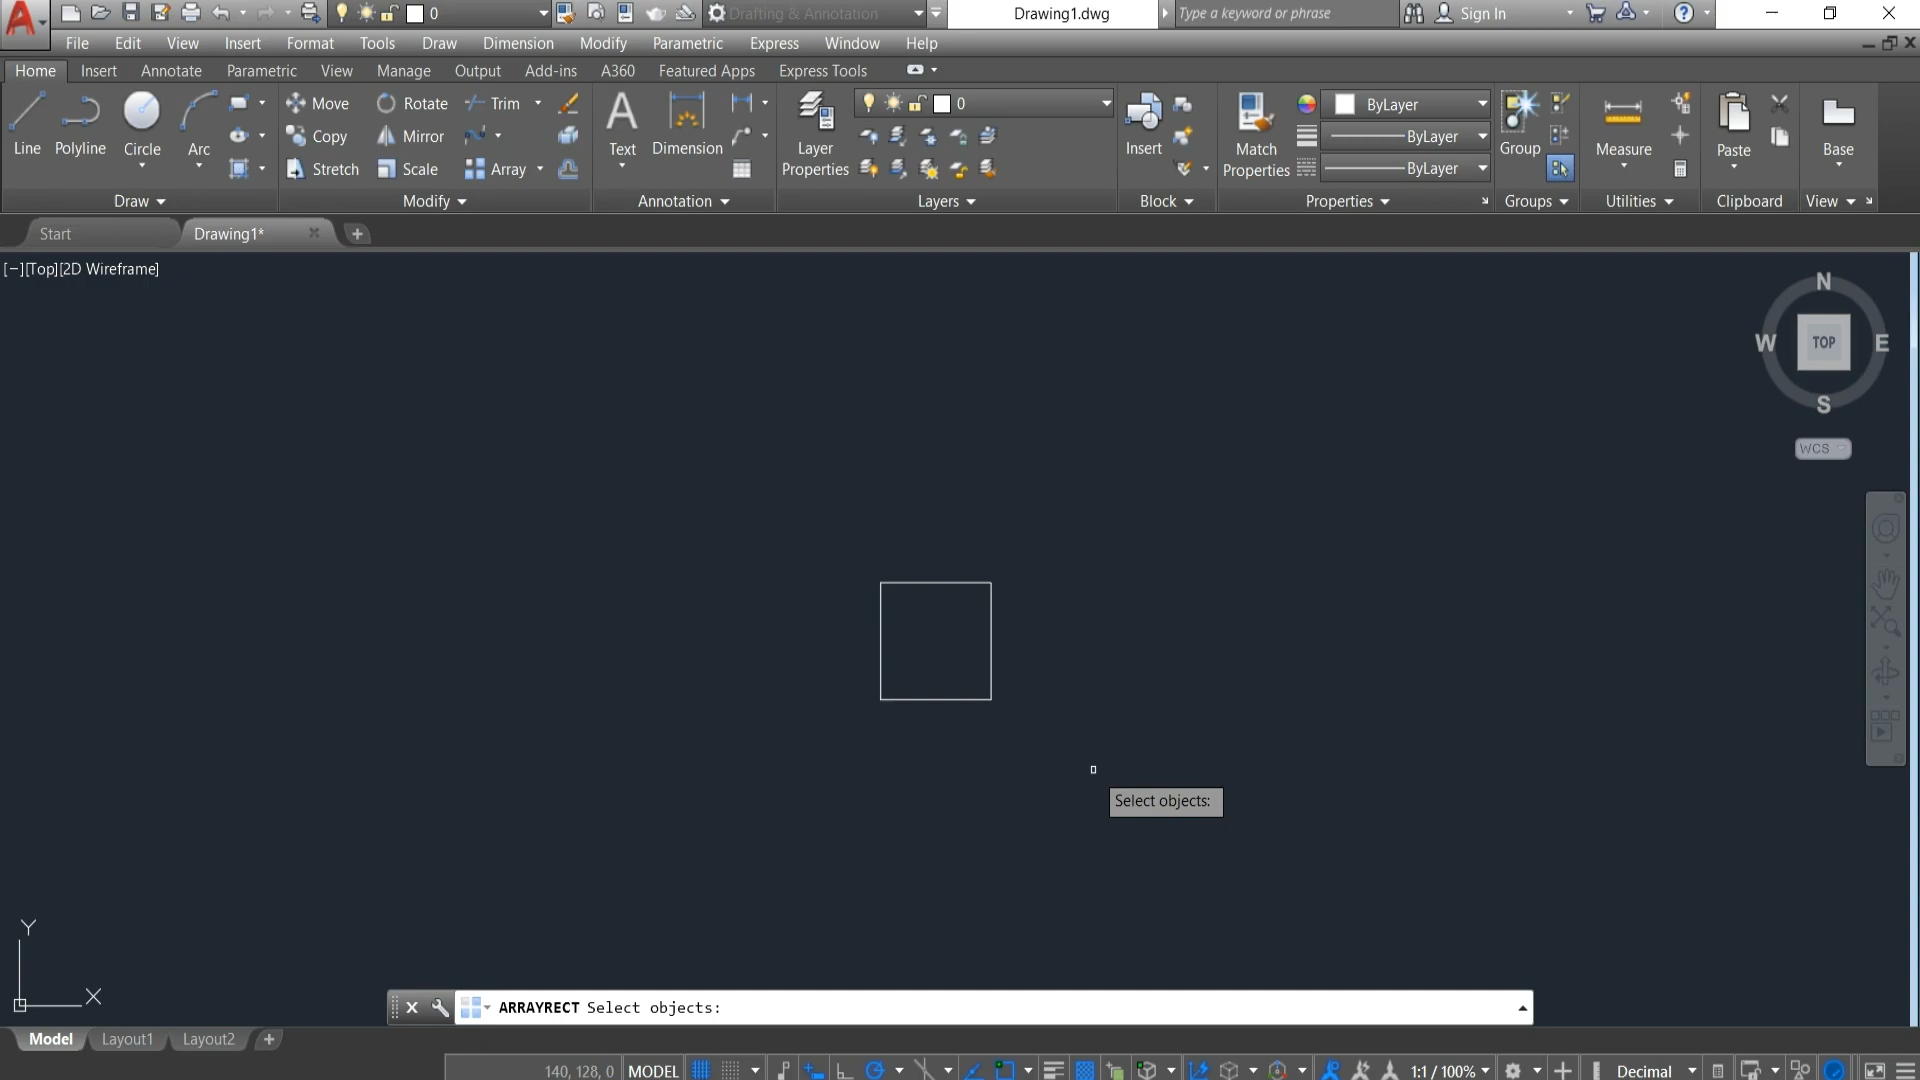 0 Drafting & Annotation Drawing1.dwg Type a keyword or phrase Sign In
File Edit View Insert Format Tools Draw Dimension Modify Parametric Express Window Help
Home Insert Annotate Parametric View Manage Output Add-ins A360 Featured Apps Express Tools
Line Polyline Circle Arc
Move Rotate Trim
Copy Mirror
Stretch Scale Array
Text Dimension
Layer Properties
0
Insert
Match Properties
ByLayer
ByLayer
ByLayer
Group
Measure
Paste
Base
Draw Modify Annotation Layers Block Properties Groups Utilities Clipboard View
Start Drawing1*
[−][Top][2D Wireframe]
N
W TOP E
S
WCS
Select objects:
Y
X
ARRAYRECT Select objects:
Model Layout1 Layout2
140, 128, 0 MODEL 1:1 / 100% Decimal